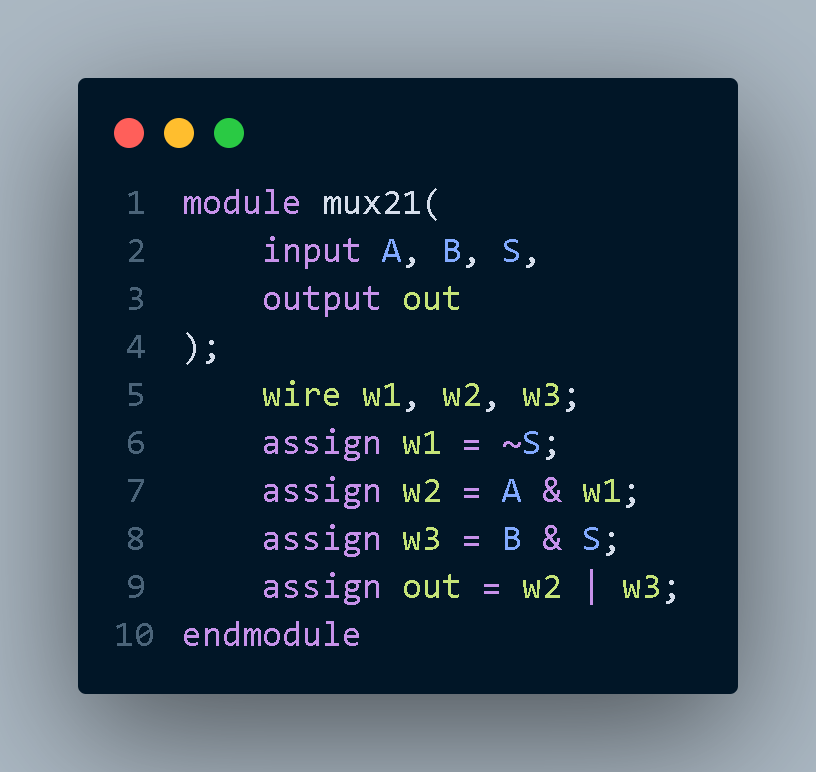 1 module mux21(
2     input A, B, S,
3     output out
4 );
5     wire w1, w2, w3;
6     assign w1 = ~S;
7     assign w2 = A & w1;
8     assign w3 = B & S;
9     assign out = w2 | w3;
10 endmodule